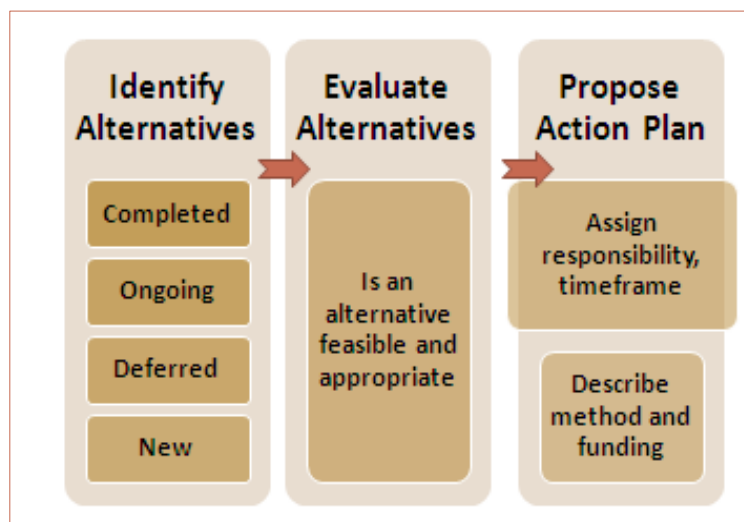 Identify
Alternatives
Completed
Ongoing
Deferred
New
Evaluate
Alternatives
Is an
alternative
feasible and
appropriate
Propose
Action Plan
Assign
responsibility,
timeframe
Describe
method and
funding